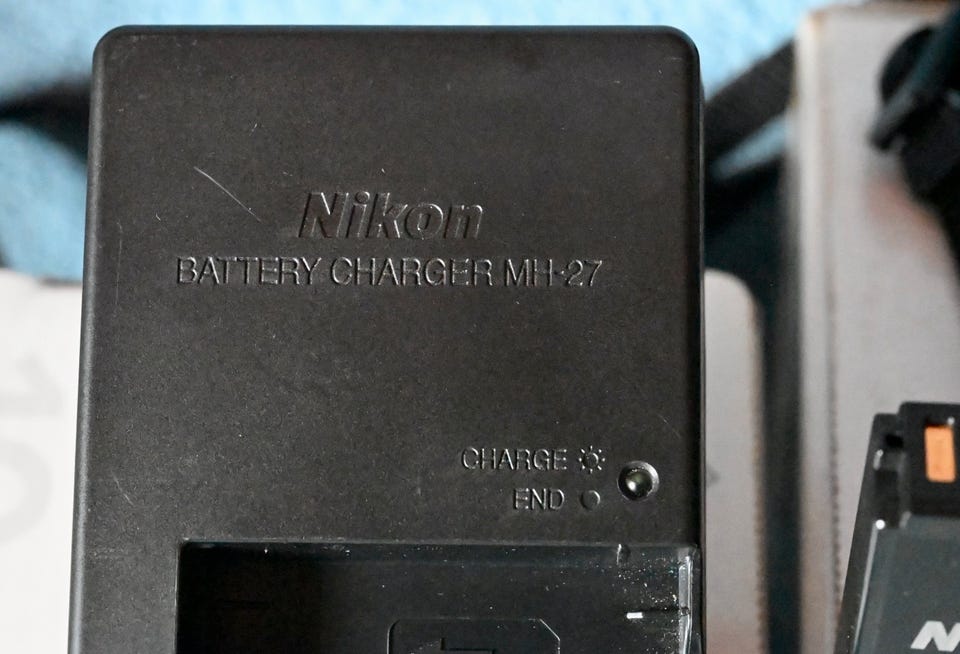 Nikon
BATTERY CHARGER MH-27
CHARGE
END
N